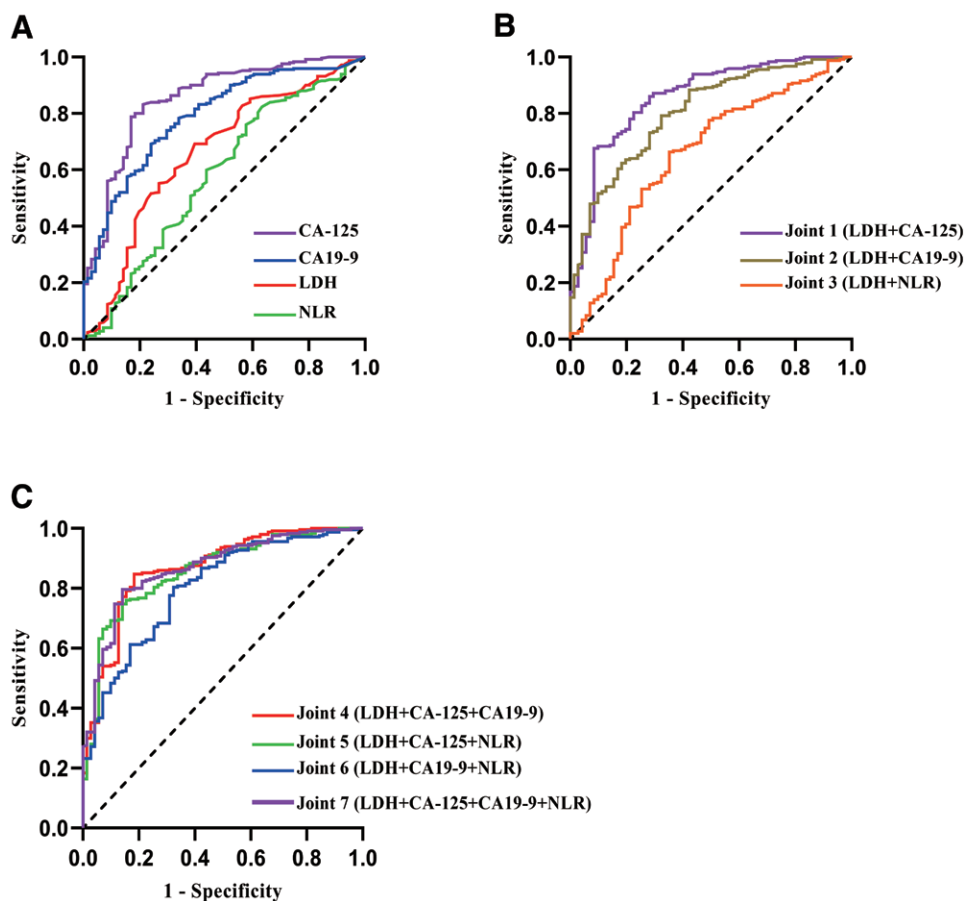 A
1.0
0.8
0.6
0.4
0.2
0.0
Sensitivity
CA-125
CA19-9
LDH
NLR
0.0 0.2 0.4 0.6 0.8 1.0
1 - Specificity
B
1.0
0.8
0.6
0.4
0.2
0.0
Sensitivity
Joint 1 (LDH+CA-125)
Joint 2 (LDH+CA19-9)
Joint 3 (LDH+NLR)
0.0 0.2 0.4 0.6 0.8 1.0
1 - Specificity
C
1.0
0.8
0.6
0.4
0.2
0.0
Sensitivity
Joint 4 (LDH+CA-125+CA19-9)
Joint 5 (LDH+CA-125+NLR)
Joint 6 (LDH+CA19-9+NLR)
Joint 7 (LDH+CA-125+CA19-9+NLR)
0.0 0.2 0.4 0.6 0.8 1.0
1 - Specificity